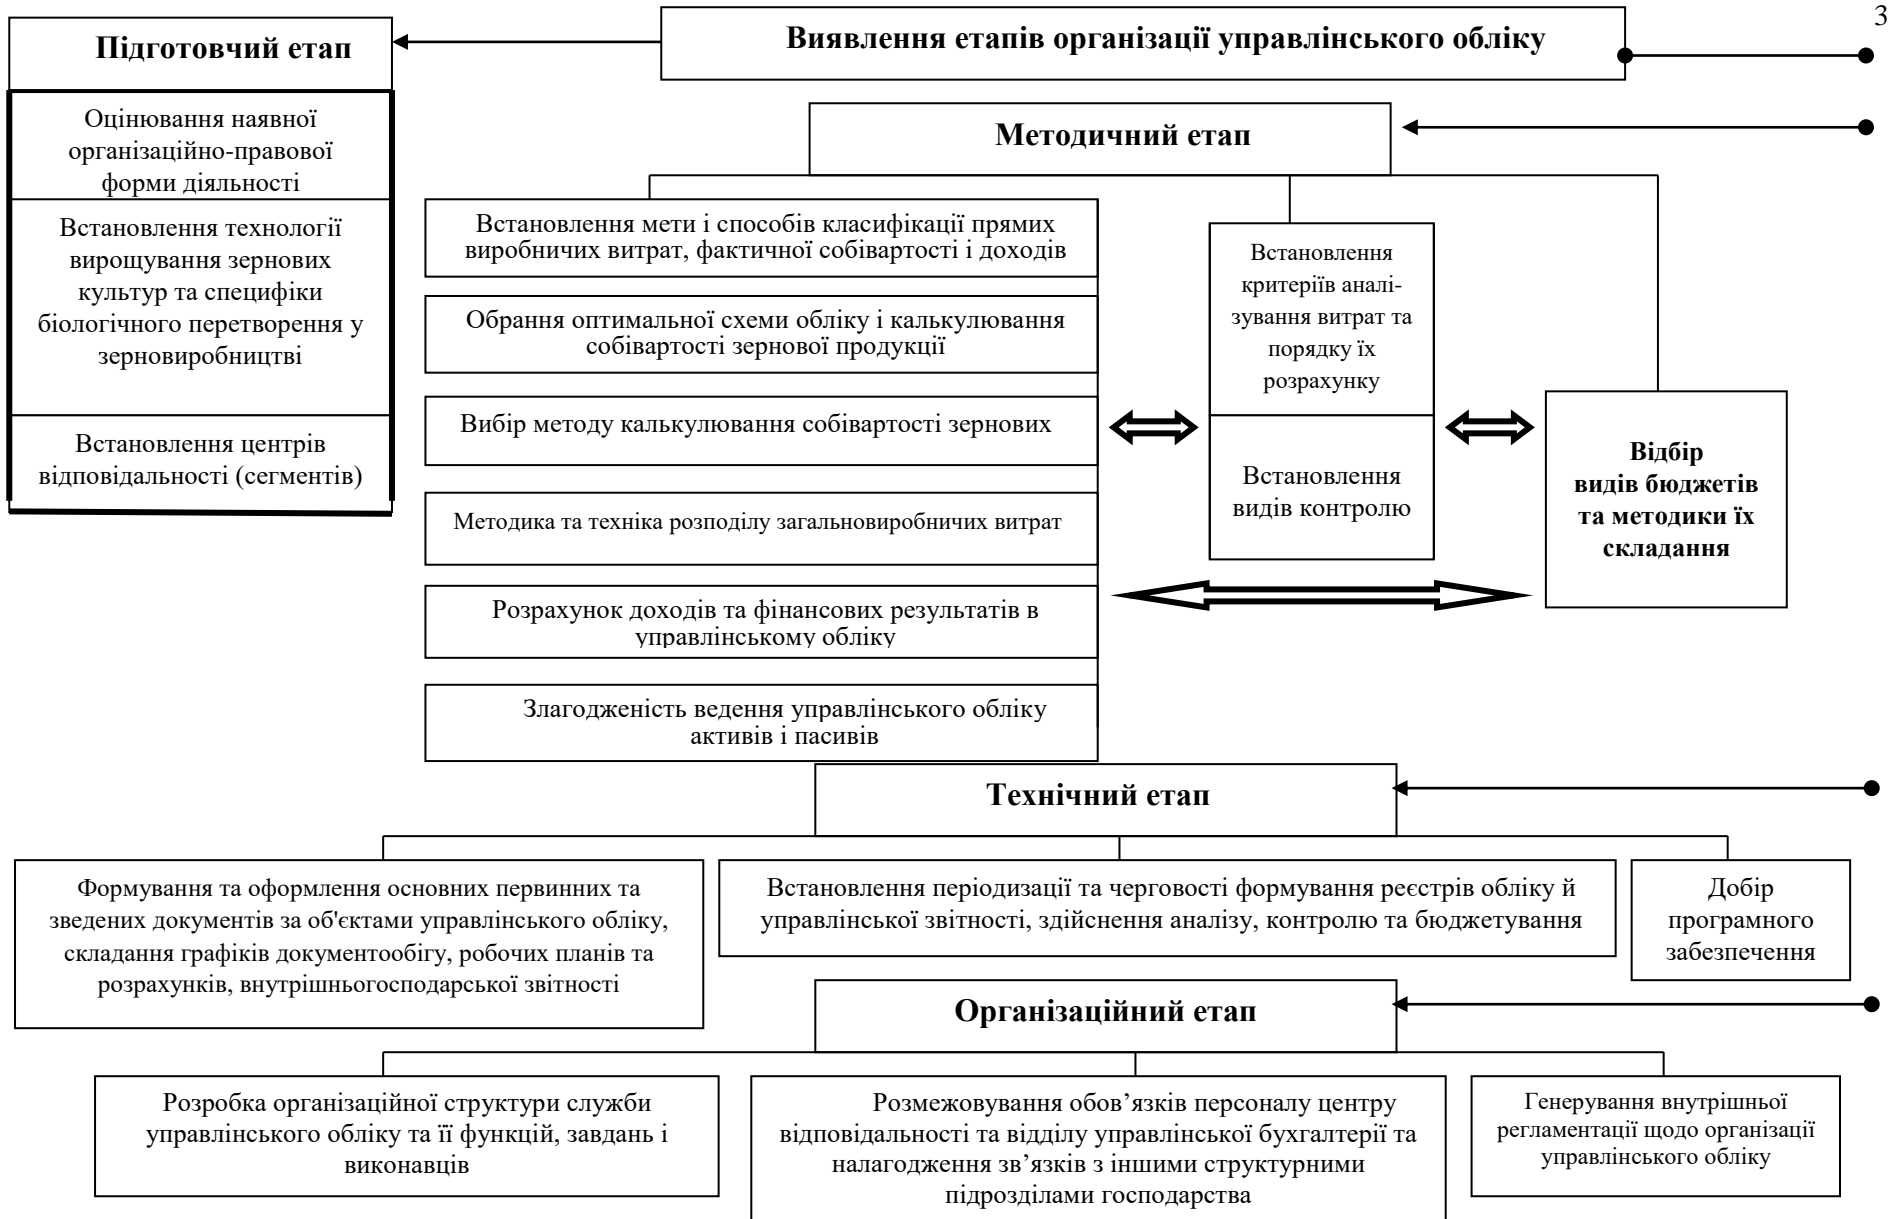 3
Виявлення етапів організації управлінського обліку
Підготовчий етап
Оцінювання наявної
організаційно-правової
форми діяльності
Встановлення технології
вирощування зернових
культур та специфіки
біологічного перетворення у
зерновиробництві
Встановлення центрів
відповідальності (сегментів)
Методичний етап
Встановлення мети і способів класифікації прямих
виробничих витрат, фактичної собівартості і доходів
Обрання оптимальної схеми обліку і калькулювання
собівартості зернової продукції
Вибір методу калькулювання собівартості зернових
Методика та техніка розподілу загальновиробничих витрат
Розрахунок доходів та фінансових результатів в
управлінському обліку
Злагодженість ведення управлінського обліку
активів і пасивів
Встановлення
критеріїв аналі-
зування витрат та
порядку їх
розрахунку
Встановлення
видів контролю
Відбір
видів бюджетів
та методики їх
складання
Технічний етап
Формування та оформлення основних первинних та
зведених документів за об'єктами управлінського обліку,
складання графіків документообігу, робочих планів та
розрахунків, внутрішньогосподарської звітності
Встановлення періодизації та черговості формування реєстрів обліку й
управлінської звітності, здійснення аналізу, контролю та бюджетування
Добір
програмного
забезпечення
Організаційний етап
Розробка організаційної структури служби
управлінського обліку та її функцій, завдань і
виконавців
Розмежовування обов’язків персоналу центру
відповідальності та відділу управлінської бухгалтерії та
налагодження зв’язків з іншими структурними
підрозділами господарства
Генерування внутрішньої
регламентації щодо організації
управлінського обліку